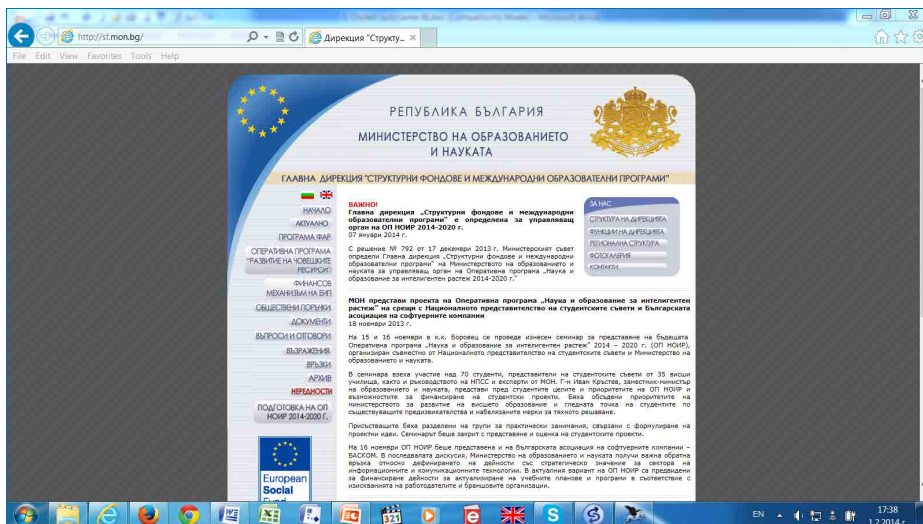 http://sf.mon.bg/
Дирекция "Структу...
File Edit View Favorites Tools Help
РЕПУБЛИКА БЪЛГАРИЯ
МИНИСТЕРСТВО НА ОБРАЗОВАНИЕТО
И НАУКАТА
ГЛАВНА ДИРЕКЦИЯ "СТРУКТУРНИ ФОНДОВЕ И МЕЖДУНАРОДНИ ОБРАЗОВАТЕЛНИ ПРОГРАМИ"
НАЧАЛО
АКТУАЛНО
ПРОГРАМА ФАР
ОПЕРАТИВНА ПРОГРАМА
"РАЗВИТИЕ НА ЧОВЕШКИТЕ
РЕСУРСИ"
ФИНАНСОВ
МЕХАНИЗЪМ НА ЕИП
ОБЩЕСТВЕНИ ПОРЪЧКИ
ДОКУМЕНТИ
ВЪПРОСИ И ОТГОВОРИ
ВЪЗРАЖЕНИЯ
ВРЪЗКИ
АРХИВ
НЕРЕДНОСТИ
ПОДГОТОВКА НА ОП
НОИР 2014-2020 Г.
European
Social
Fund
ВАЖНО!
Главна дирекция „Структурни фондове и международни
образователни програми" е определена за управляващ
орган на ОП НОИР 2014-2020 г.
07 януари 2014 г.
С решение № 792 от 17 декември 2013 г. Министерският съвет
определи Главна дирекция „Структурни фондове и международни
образователни програми" на Министерството на образованието и
науката за управляващ орган на Оперативна програма „Наука и
образование за интелигентен растеж 2014-2020 г."
ЗА НАС
СТРУКТУРА НА ДИРЕКЦИЯТА
ФУНКЦИИ НА ДИРЕКЦИЯТА
РЕГИОНАЛНА СТРУКТУРА
ФОТОГАЛЕРИЯ
КОНТАКТИ
МОН представи проекта на Оперативна програма „Наука и образование за интелигентен
растеж" на срещи с Националното представителство на студентските съвети и Българската
асоциация на софтуерните компании
18 ноември 2013 г.
На 15 и 16 ноември в к.к. Боровец се проведе изнесен семинар за представяне на бъдещата
Оперативна програма „Наука и образование за интелигентен растеж" 2014 – 2020 г. (ОП НОИР),
организиран съвместно от Националното представителство на студентските съвети и Министерство на
образованието и науката.
В семинара взеха участие над 70 студенти, представители на студентските съвети от 35 висши
училища, както и ръководството на НПСС и експерти от МОН. Г-н Иван Кръстев, заместник-министър
на образованието и науката, представи пред студентите целите и приоритетите на ОП НОИР и
възможностите за финансиране на студентски проекти. Бяха обсъдени приоритетите на
министерството за развитие на висшето образование и гледната точка на студентите по
съществуващите предизвикателства и набелязаните мерки за тяхното решаване.
Присъстващите бяха разделени на групи за практически занимания, свързани с формулиране на
проектни идеи. Семинарът беше закрит с представяне и оценка на студентските проекти.
На 16 ноември ОП НОИР беше представена и на Българската асоциация на софтуерните компании –
БАСКОМ. В последвалата дискусия, Министерство на образованието и науката получи важна обратна
връзка относно дефинирането на дейности със стратегическо значение за сектора на
информационните и комуникационните технологии. В актуалния вариант на ОП НОИР са предвидени
за финансиране дейности за актуализиране на учебните планове и програми в съответствие с
изискванията на работодателите и браншовите организации.
EN
17:38
1.2.2014 г.